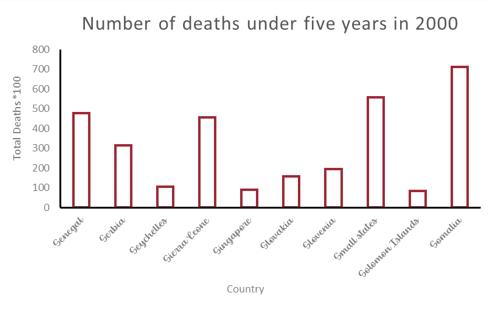 Number of deaths under five years in 2000
800
700
600
500
400
300
200
100
0
Total Deaths *100
Senegal
Serbia
Seychelles
Sierra Leone
Singapore
Slovakia
Slovenia
Small states
Solomon Islands
Somalia
Country